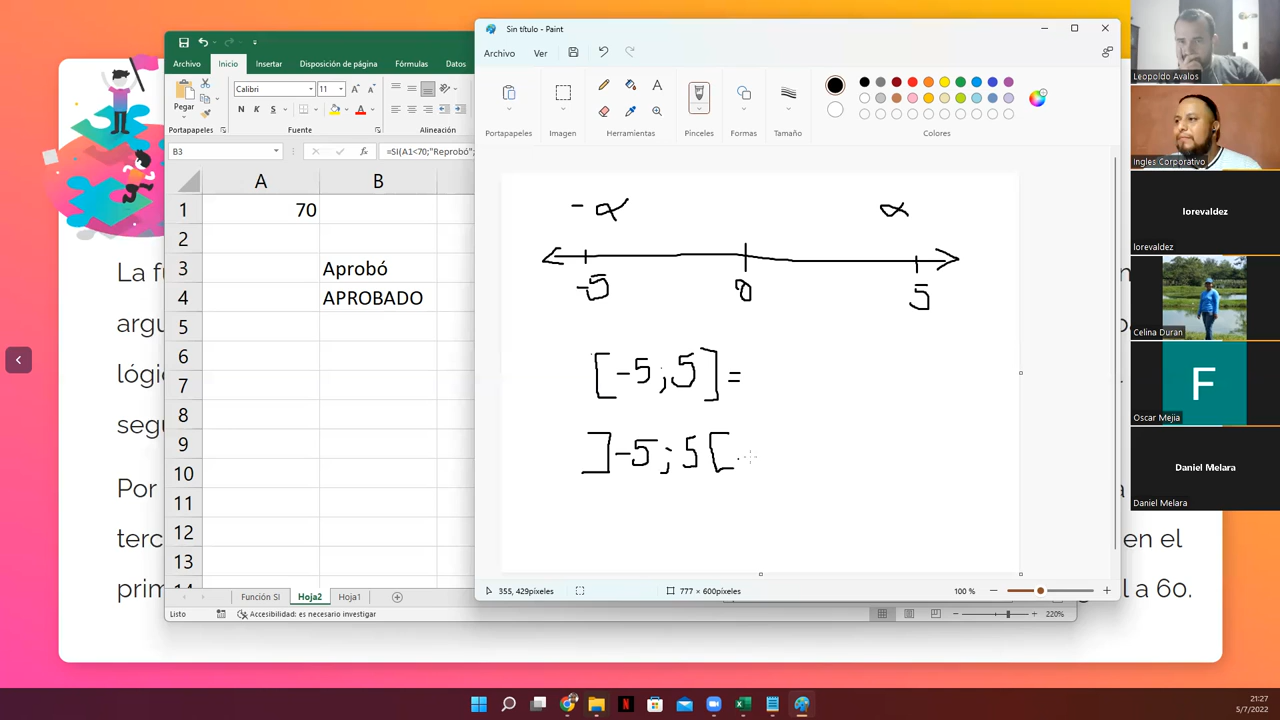 Sin título - Paint
Archivo Ver
Portapapeles Imagen Herramientas Pinceles Formas Tamaño Colores
Archivo Inicio Insertar Disposición de página Fórmulas Datos
Calibri 11
Pegar
N K S
Portapapeles Fuente Alineación
B3 fx =SI(A1<70;"Reprobó";
A B
1 70
2
3 Aprobó
4 APROBADO
5
6
7
8
9
10
11
12
13
- α α
-5 0 5
[-5;5]=
]-5;5[
La
argu
lógic
segu
Por
terc
prim
en el
al a 60.
Función SI Hoja2 Hoja1
Listo Accesibilidad: es necesario investigar 220%
355, 429píxeles 777 × 600píxeles 100 %
Leopoldo Avalos
Ingles Corporativo
lorevaldez
lorevaldez
Celina Duran
F
Oscar Mejia
Daniel Melara
Daniel Melara
21:27
5/7/2022